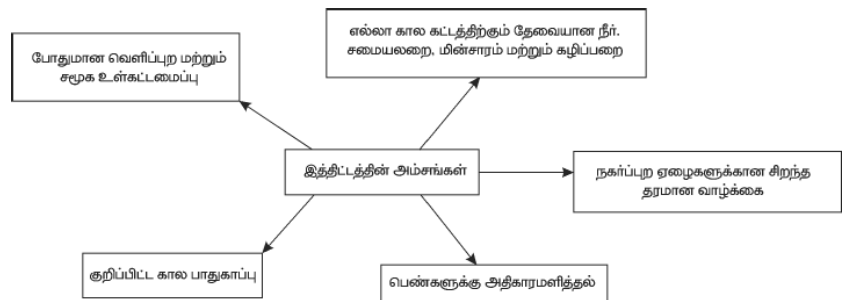 போதுமான வெளிப்புற மற்றும்
சமூக உள்கட்டமைப்பு
எல்லா கால கட்டத்திற்கும் தேவையான நீர்.
சமையலறை, மின்சாரம் மற்றும் கழிப்பறை
இத்திட்டத்தின் அம்சங்கள்
நகர்ப்புற ஏழைகளுக்கான சிறந்த
தரமான வாழ்க்கை
குறிப்பிட்ட கால பாதுகாப்பு
பெண்களுக்கு அதிகாரமளித்தல்